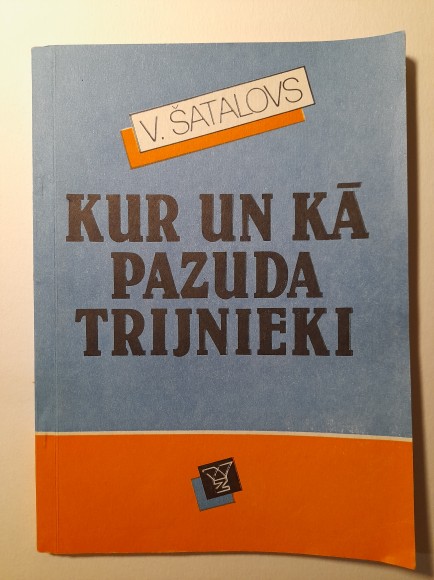 V. ŠATALOVS
KUR UN KĀ
PAZUDA
TRIJNIEKI